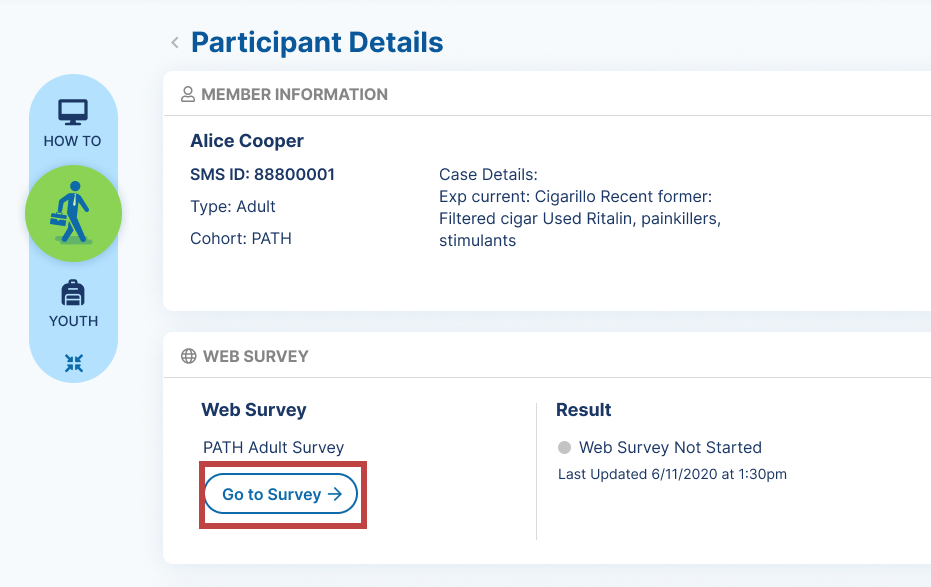 Participant Details
HOW TO
YOUTH
MEMBER INFORMATION
Alice Cooper
SMS ID: 88800001
Type: Adult
Cohort: PATH
Case Details:
Exp current: Cigarillo Recent former:
Filtered cigar Used Ritalin, painkillers,
stimulants
WEB SURVEY
Web Survey
PATH Adult Survey
Go to Survey →
Result
Web Survey Not Started
Last Updated 6/11/2020 at 1:30pm